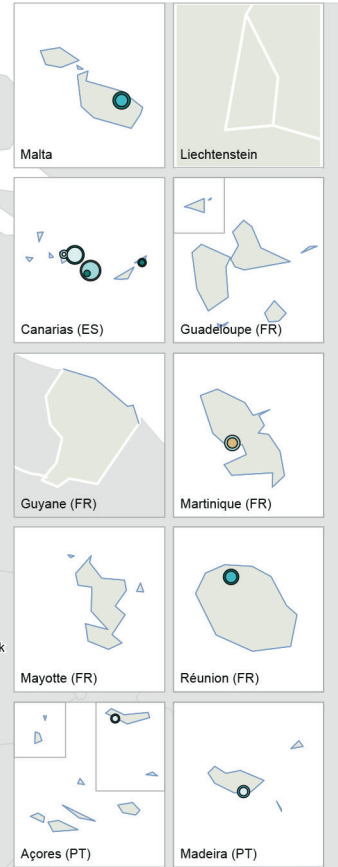 Malta
Liechtenstein
Canarias (ES)
Guadeloupe (FR)
Guyane (FR)
Martinique (FR)
k
Mayotte (FR)
Réunion (FR)
Açores (PT)
Madeira (PT)